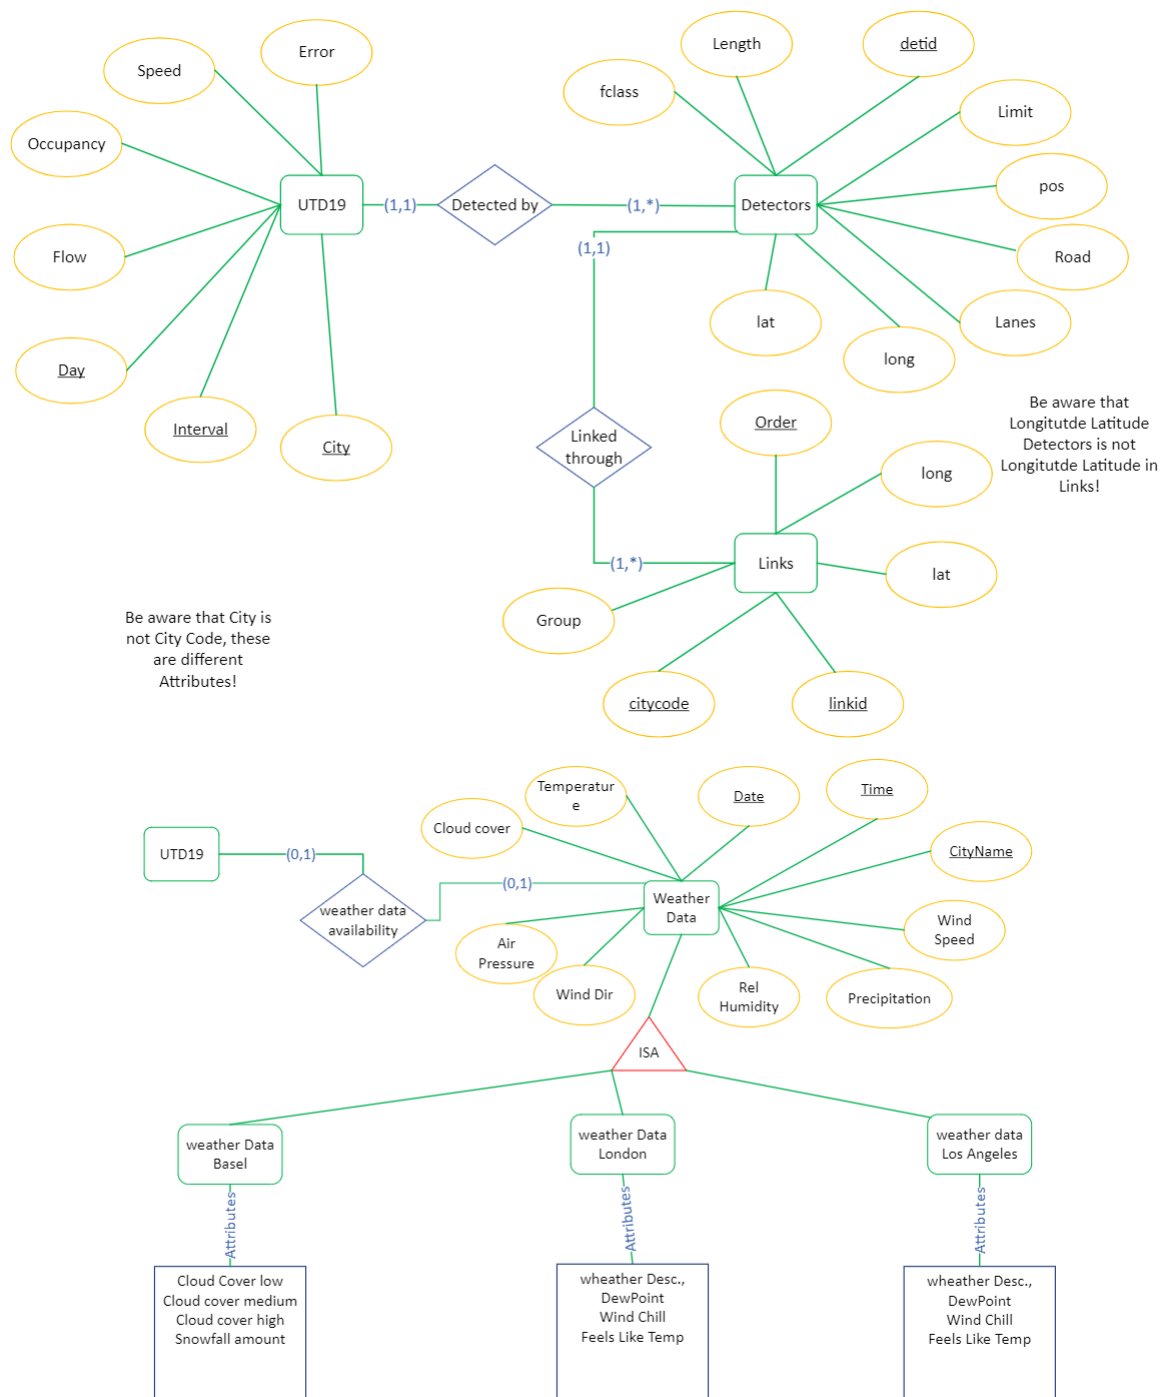 Error
Speed
Occupancy
Flow
Day
Interval
City
UTD19
(1,1)
Detected by
(1,*)
Detectors
Length
detid
fclass
Limit
pos
Road
Lanes
long
lat
(1,1)
Linked
through
(1,*)
Be aware that
Longitutde Latitude
Detectors is not
Longitutde Latitude in
Links!
Order
long
lat
Links
Group
citycode
linkid
Be aware that City is
not City Code, these
are different
Attributes!
UTD19
(0,1)
weather data
availability
(0,1)
Weather
Data
Temperatur
e
Date
Time
Cloud cover
CityName
Wind
Speed
Air
Pressure
Wind Dir
Rel
Humidity
Precipitation
ISA
weather Data
Basel
weather Data
London
weather data
Los Angeles
Attributes
Attributes
Attributes
Cloud Cover low
Cloud cover medium
Cloud cover high
Snowfall amount
wheather Desc.,
DewPoint
Wind Chill
Feels Like Temp
wheather Desc.,
DewPoint
Wind Chill
Feels Like Temp